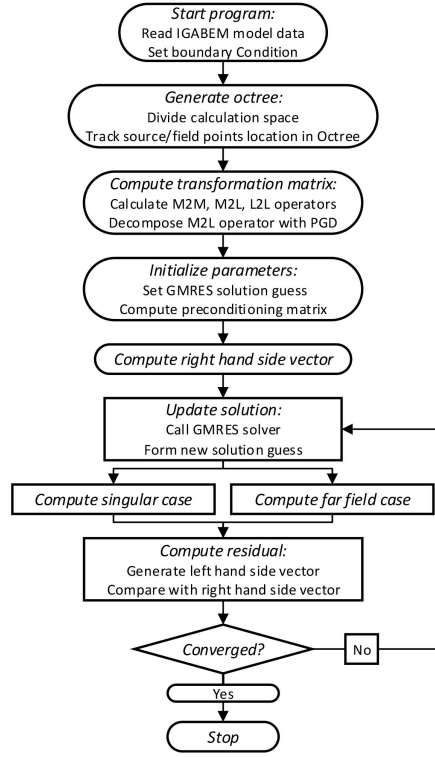 Start program:
Read IGABEM model data
Set boundary Condition
Generate octree:
Divide calculation space
Track source/field points location in Octree
Compute transformation matrix:
Calculate M2M, M2L, L2L operators
Decompose M2L operator with PGD
Initialize parameters:
Set GMRES solution guess
Compute preconditioning matrix
Compute right hand side vector
Update solution:
Call GMRES solver
Form new solution guess
Compute singular case
Compute far field case
Compute residual:
Generate left hand side vector
Compare with right hand side vector
Converged?
No
Yes
Stop